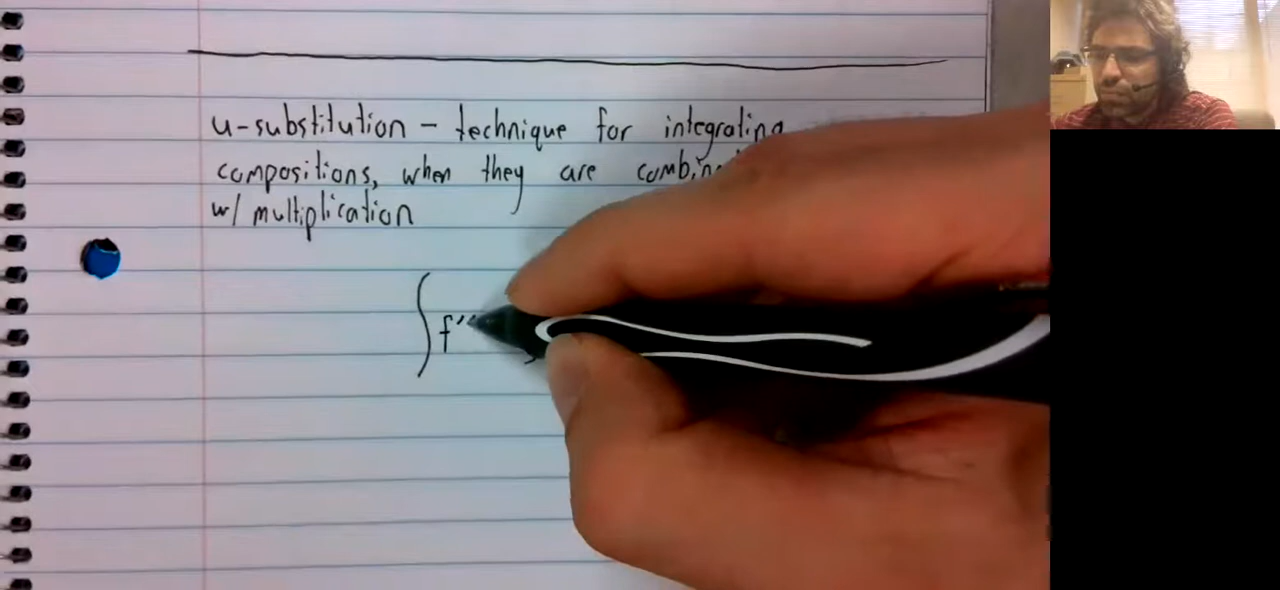 u-substitution - technique for integrating
compositions, when they are
w/ multiplication
∫ f'